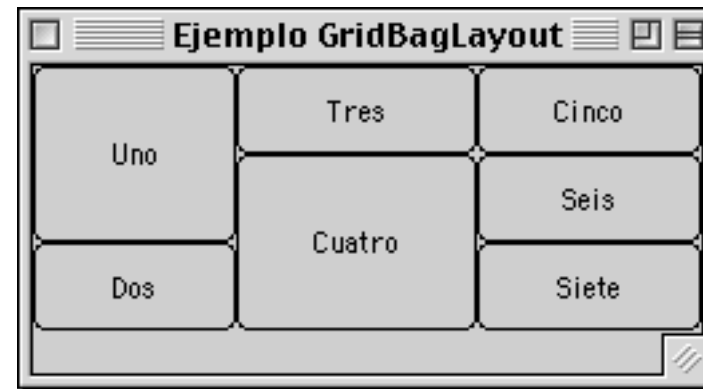 Ejemplo GridBagLayout
Uno
Tres
Cinco
Seis
Cuatro
Dos
Siete